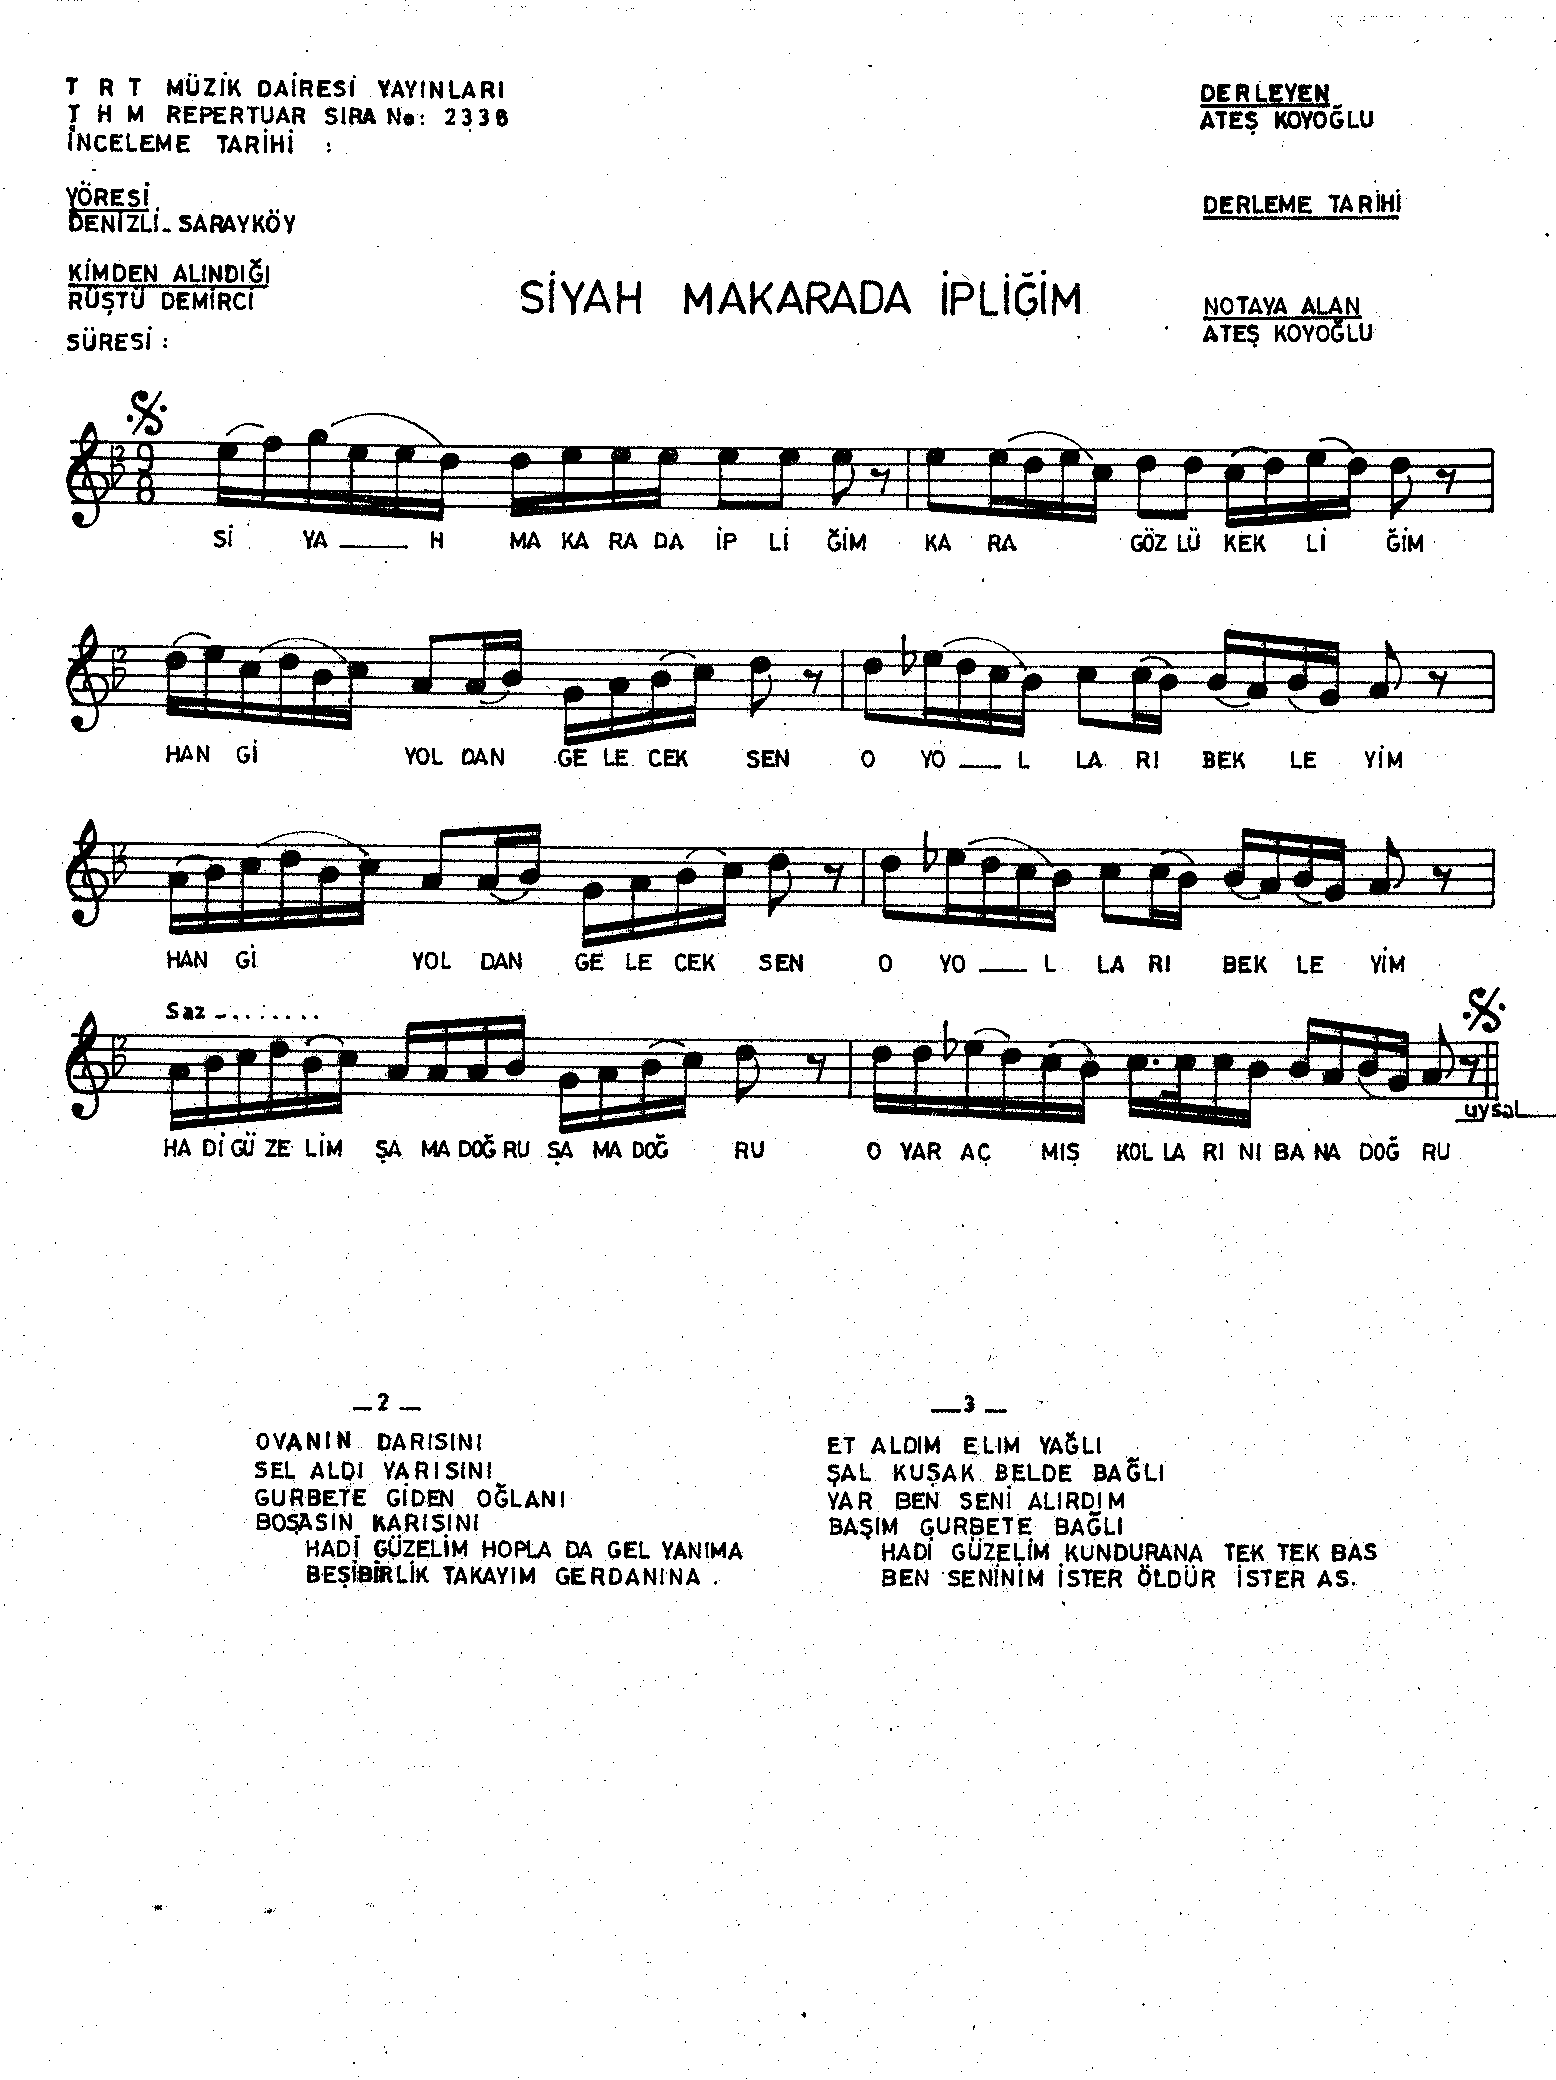 T R T MÜZİK DAİRESİ YAYINLARI
T H M REPERTUAR SIRA No: 2338
İNCELEME TARİHİ :
YÖRESİ
DENİZLİ - SARAYKÖY
KİMDEN ALINDIĞI
RÜŞTÜ DEMİRCİ
SÜRESİ :
DERLEYEN
ATEŞ KOYOĞLU
DERLEME TARİHİ
NOTAYA ALAN
ATEŞ KOYOĞLU
SİYAH MAKARADA İPLİĞİM
9
8
Sİ YA ___ H MA KA RA DA İP Lİ ĞİM KA RA GÖZ LÜ KEK Lİ ĞİM
HAN Gİ YOL DAN GE LE CEK SEN O YO ___ L LA RI BEK LE YİM
HAN Gİ YOL DAN GE LE CEK SEN O YO ___ L LA RI BEK LE YİM
Saz - . . . . . . . .
HA Dİ GÜ ZE LİM ŞA MA DOĞ RU ŞA MA DOĞ RU O YAR AÇ MIŞ KOL LA RI NI BA NA DOĞ RU
uysal
_ 2 _
OVANIN DARISINI
SEL ALDI YARISINI
GURBETE GİDEN OĞLANI
BOŞASIN KARISINI
HADİ GÜZELİM HOPLA DA GEL YANIMA
BEŞİBİRLİK TAKAYIM GERDANINA .
_ 3 _
ET ALDIM ELIM YAĞLI
ŞAL KUŞAK BELDE BAĞLI
YAR BEN SENİ ALIRDIM
BAŞIM GURBETE BAĞLI
HADİ GÜZELİM KUNDURANA TEK TEK BAS
BEN SENİNİM İSTER ÖLDÜR İSTER AS.